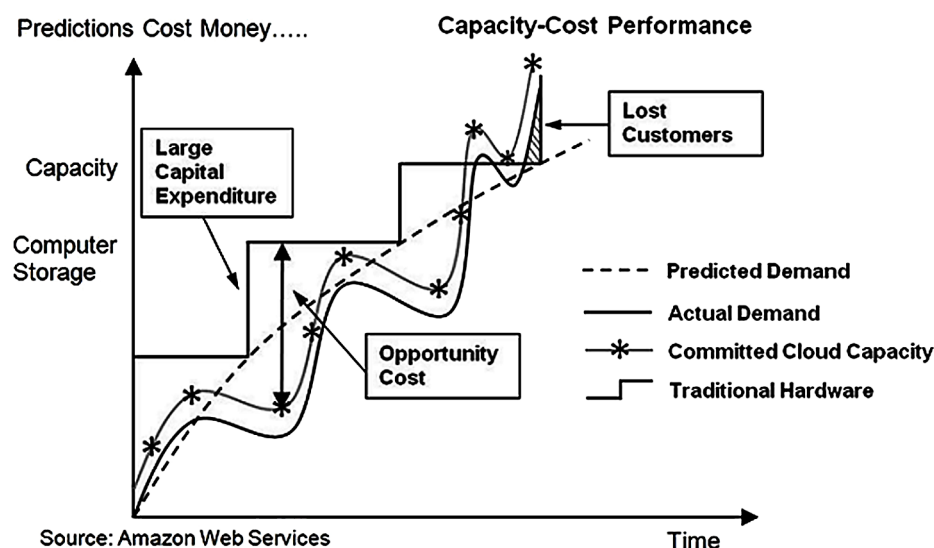 Predictions Cost Money.....
Capacity-Cost Performance
Large
Capital
Expenditure
Lost
Customers
Capacity
Computer
Storage
Opportunity
Cost
Predicted Demand
Actual Demand
Committed Cloud Capacity
Traditional Hardware
Source: Amazon Web Services
Time